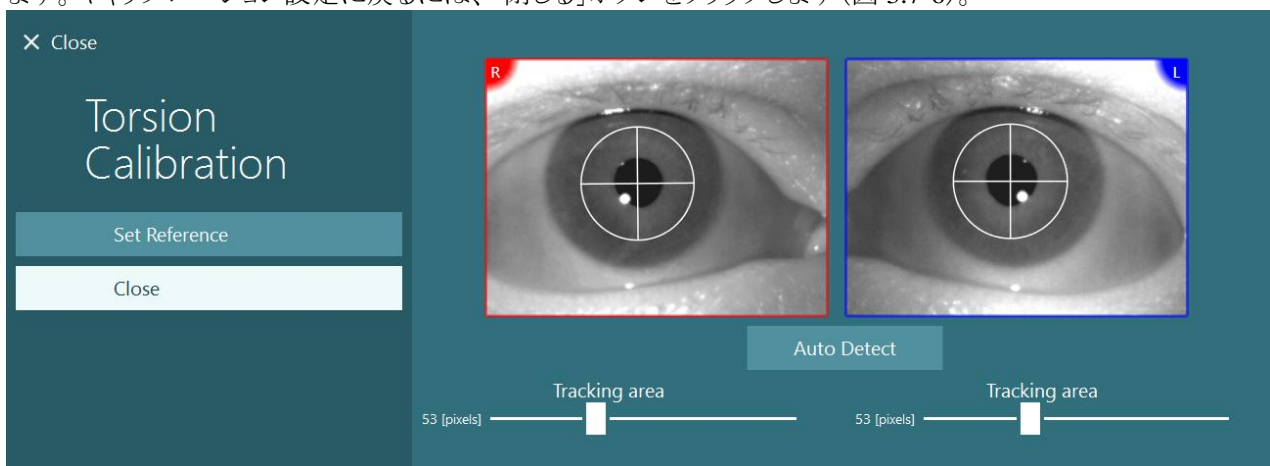 ます。キャリブレーション設定に戻るには、「閉じる」ボタンをクリックします (図 5.7-6)。
Close
Torsion
Calibration
Set Reference
Close
R
L
Auto Detect
Tracking area
53 [pixels]
Tracking area
53 [pixels]